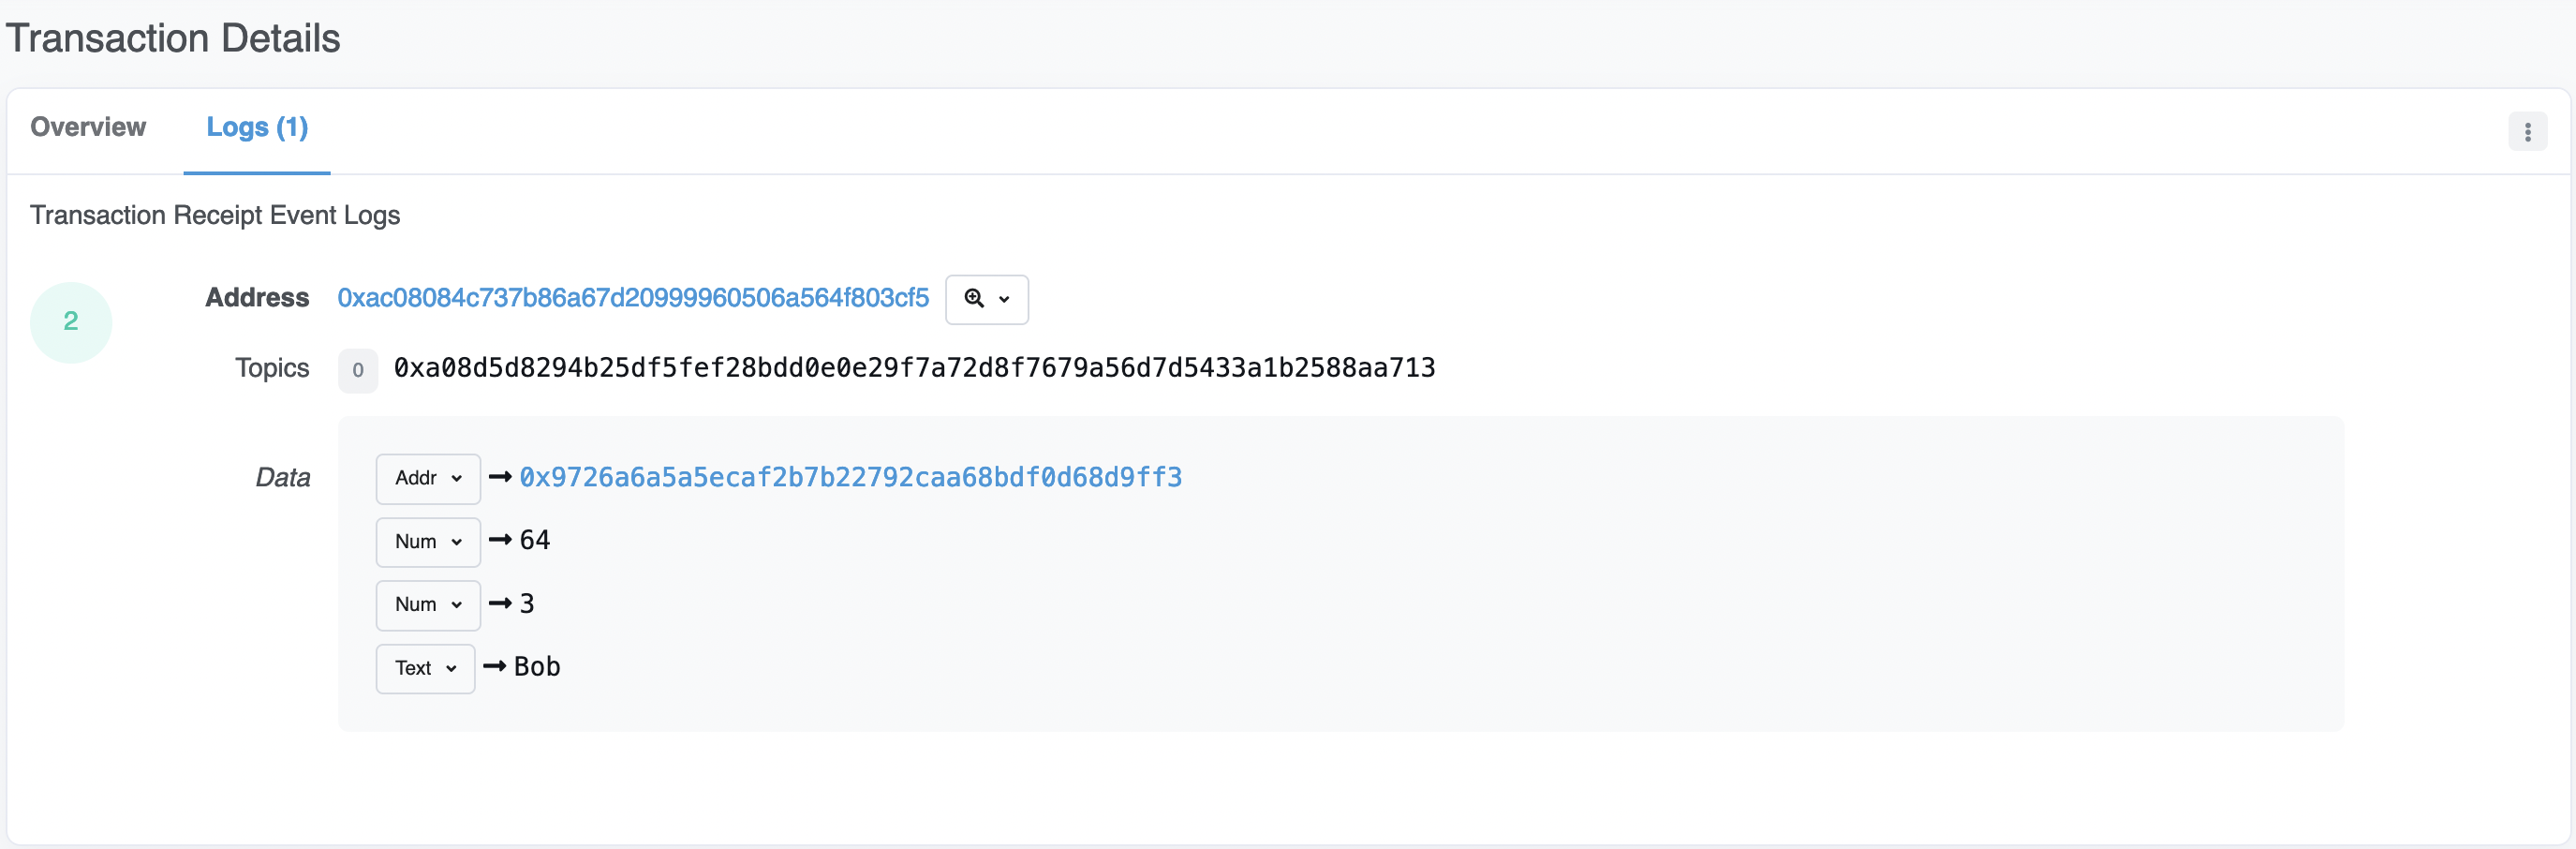 Transaction Details
Overview Logs (1)
Transaction Receipt Event Logs
2
Address 0xac08084c737b86a67d20999960506a564f803cf5
Topics 0 0xa08d5d8294b25df5fef28bdd0e0e29f7a72d8f7679a56d7d5433a1b2588aa713
Data Addr → 0x9726a6a5a5ecaf2b7b22792caa68bdf0d68d9ff3
Num → 64
Num → 3
Text → Bob